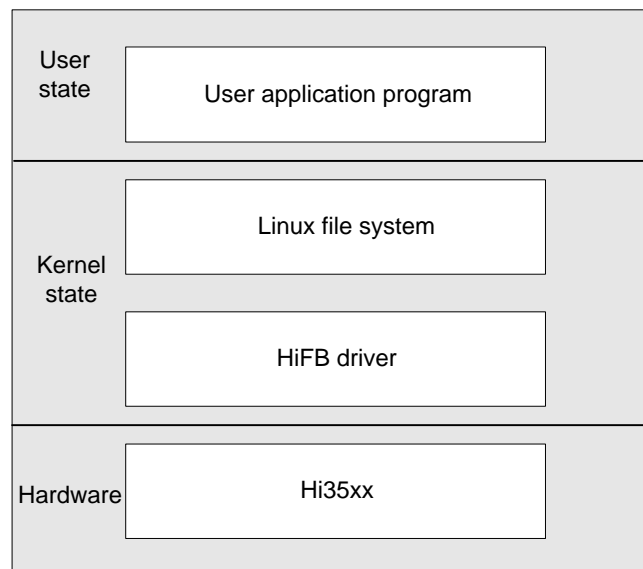 User
state
User application program
Linux file system
Kernel
state
HiFB driver
Hardware
Hi35xx